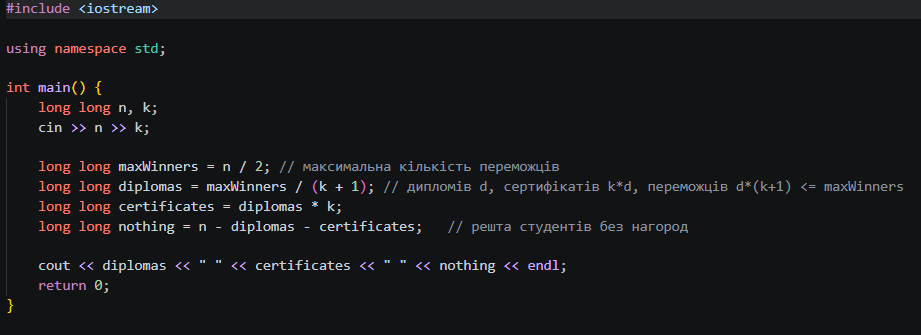 #include <iostream>
using namespace std;
int main() {
long long n, k;
cin >> n >> k;
long long maxWinners = n / 2; // максимальна кількість переможців
long long diplomas = maxWinners / (k + 1); // дипломів d, сертифікатів k*d, переможців d*(k+1) <= maxWinners
long long certificates = diplomas * k;
long long nothing = n - diplomas - certificates;   // решта студентів без нагород
cout << diplomas << " " << certificates << " " << nothing << endl;
return 0;
}